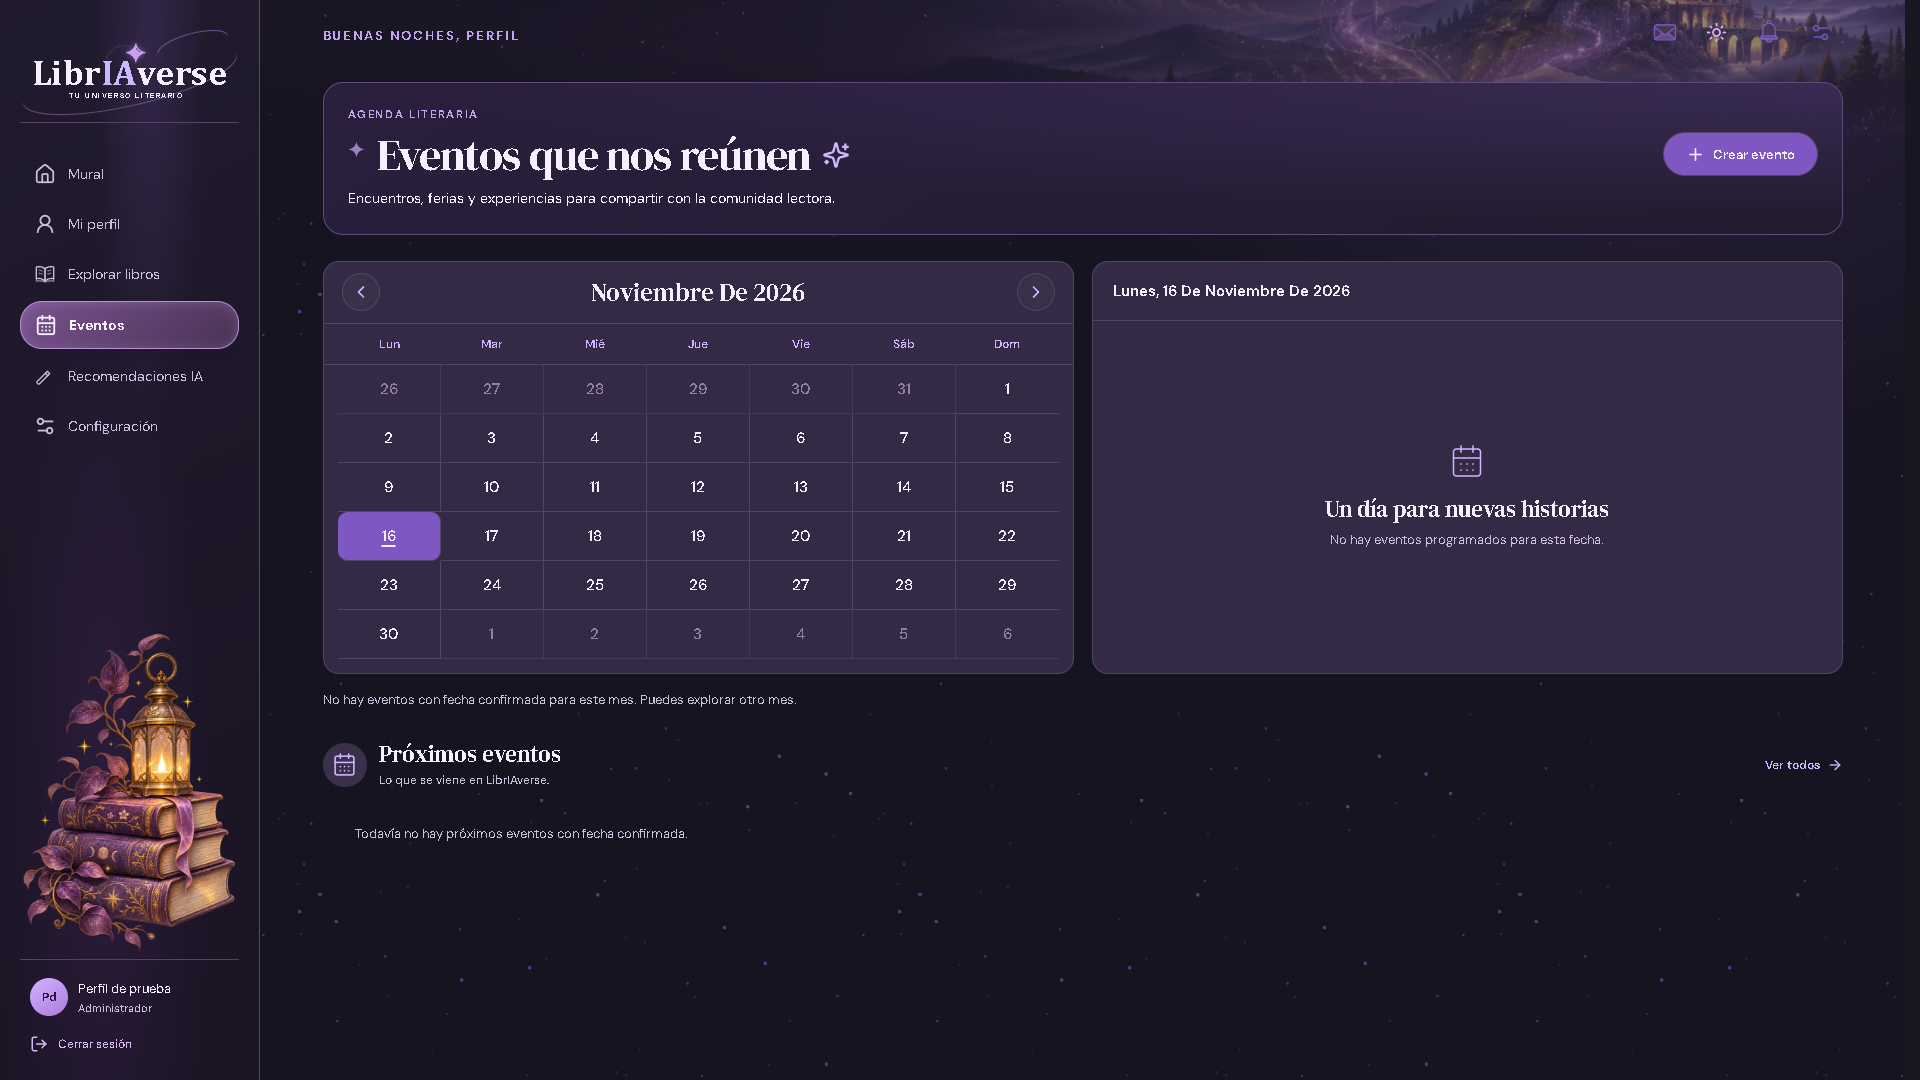 LibrIAverse
TU UNIVERSO LITERARIO
Mural
Mi perfil
Explorar libros
Eventos
Recomendaciones IA
Configuración
Pd
Perfil de prueba
Administrador
Cerrar sesión
BUENAS NOCHES, PERFIL
AGENDA LITERARIA
Eventos que nos reúnen
Encuentros, ferias y experiencias para compartir con la comunidad lectora.
Crear evento
Noviembre De 2026
Lun Mar Mié Jue Vie Sáb Dom
26 27 28 29 30 31 1
2 3 4 5 6 7 8
9 10 11 12 13 14 15
16 17 18 19 20 21 22
23 24 25 26 27 28 29
30 1 2 3 4 5 6
Lunes, 16 De Noviembre De 2026
Un día para nuevas historias
No hay eventos programados para esta fecha.
No hay eventos con fecha confirmada para este mes. Puedes explorar otro mes.
Próximos eventos
Lo que se viene en LibrIAverse.
Ver todos
Todavía no hay próximos eventos con fecha confirmada.